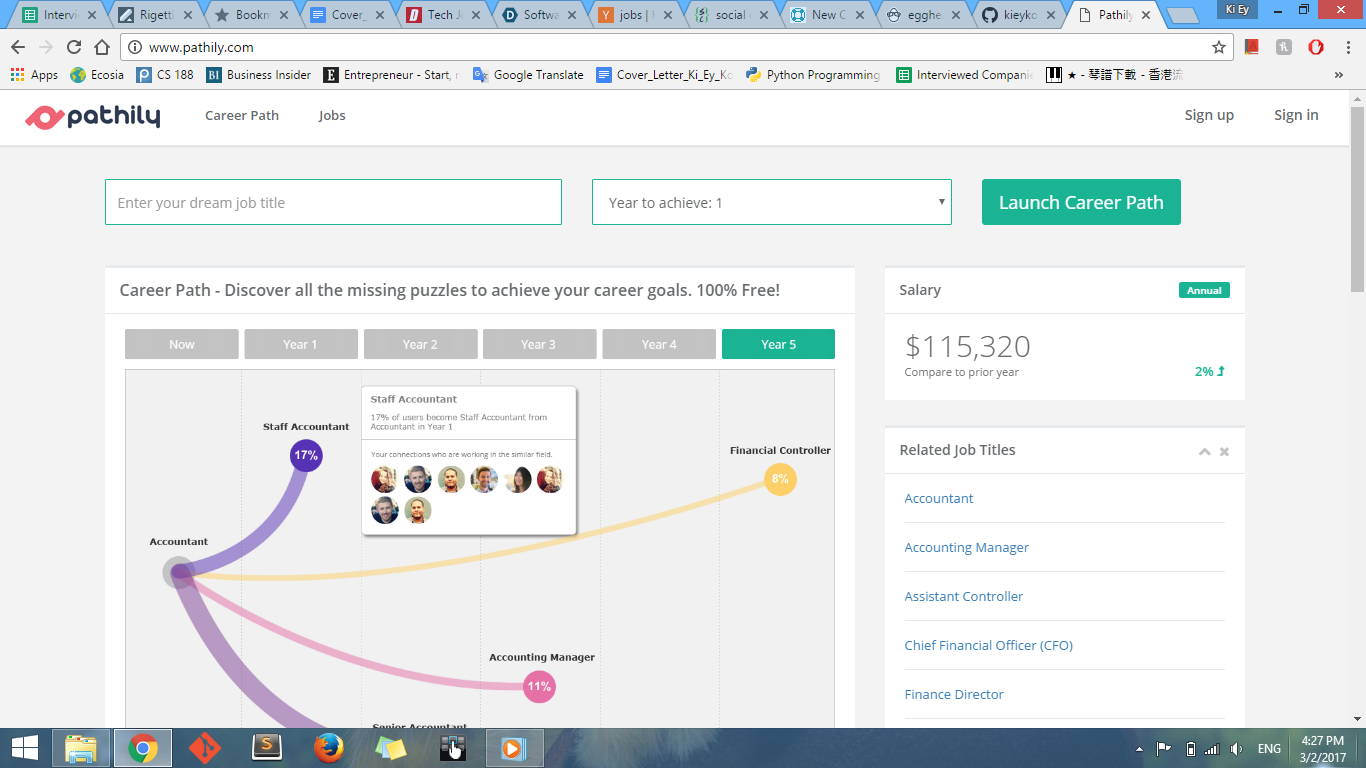 Intervi
Rigett
Bookm
Cover_
Tech J
Softwa
jobs |
social
New C
egghe
kieyko
Pathily
Ki Ey
www.pathily.com
Apps
Ecosia
CS 188
Business Insider
Entrepreneur - Start, r
Google Translate
Cover_Letter_Ki_Ey_Ko
Python Programming
Interviewed Companie
★ - 琴譜下載 - 香港流
»
pathily
Career Path
Jobs
Sign up
Sign in
Enter your dream job title
Year to achieve: 1
Launch Career Path
Career Path - Discover all the missing puzzles to achieve your career goals. 100% Free!
Now
Year 1
Year 2
Year 3
Year 4
Year 5
Staff Accountant
17%
Staff Accountant
17% of users become Staff Accountant from
Accountant in Year 1
Your connections who are working in the similar field.
Financial Controller
8%
Accountant
Accounting Manager
11%
Senior Accountant
Salary
Annual
$115,320
Compare to prior year
2%
Related Job Titles
Accountant
Accounting Manager
Assistant Controller
Chief Financial Officer (CFO)
Finance Director
ENG
4:27 PM
3/2/2017